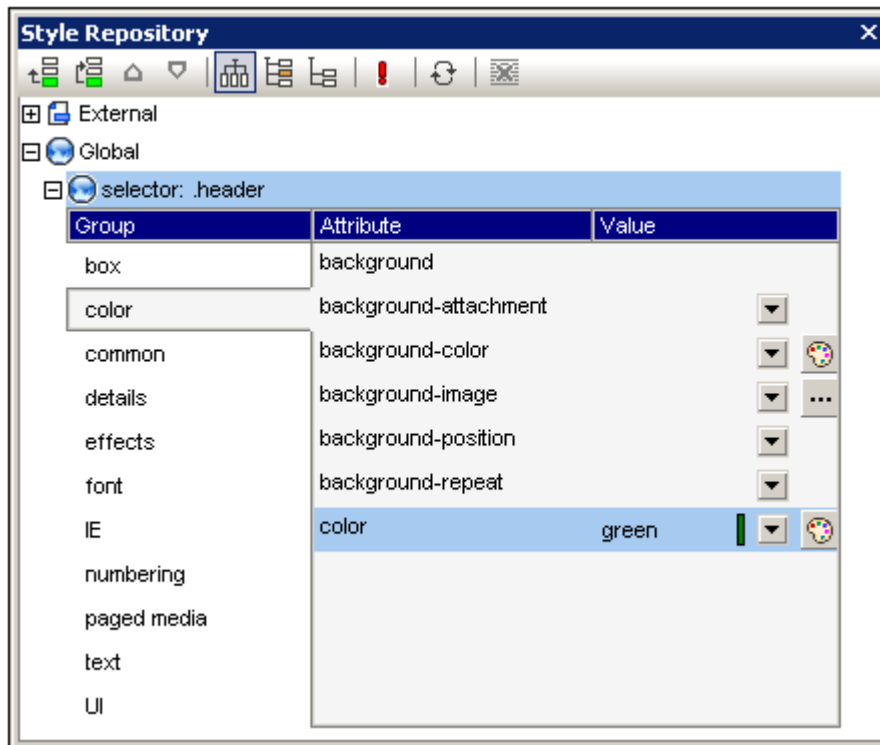 Style Repository
External
Global
selector: .header
Group Attribute Value
box background
color background-attachment
common background-color
details background-image
effects background-position
font background-repeat
IE color green
numbering
paged media
text
UI